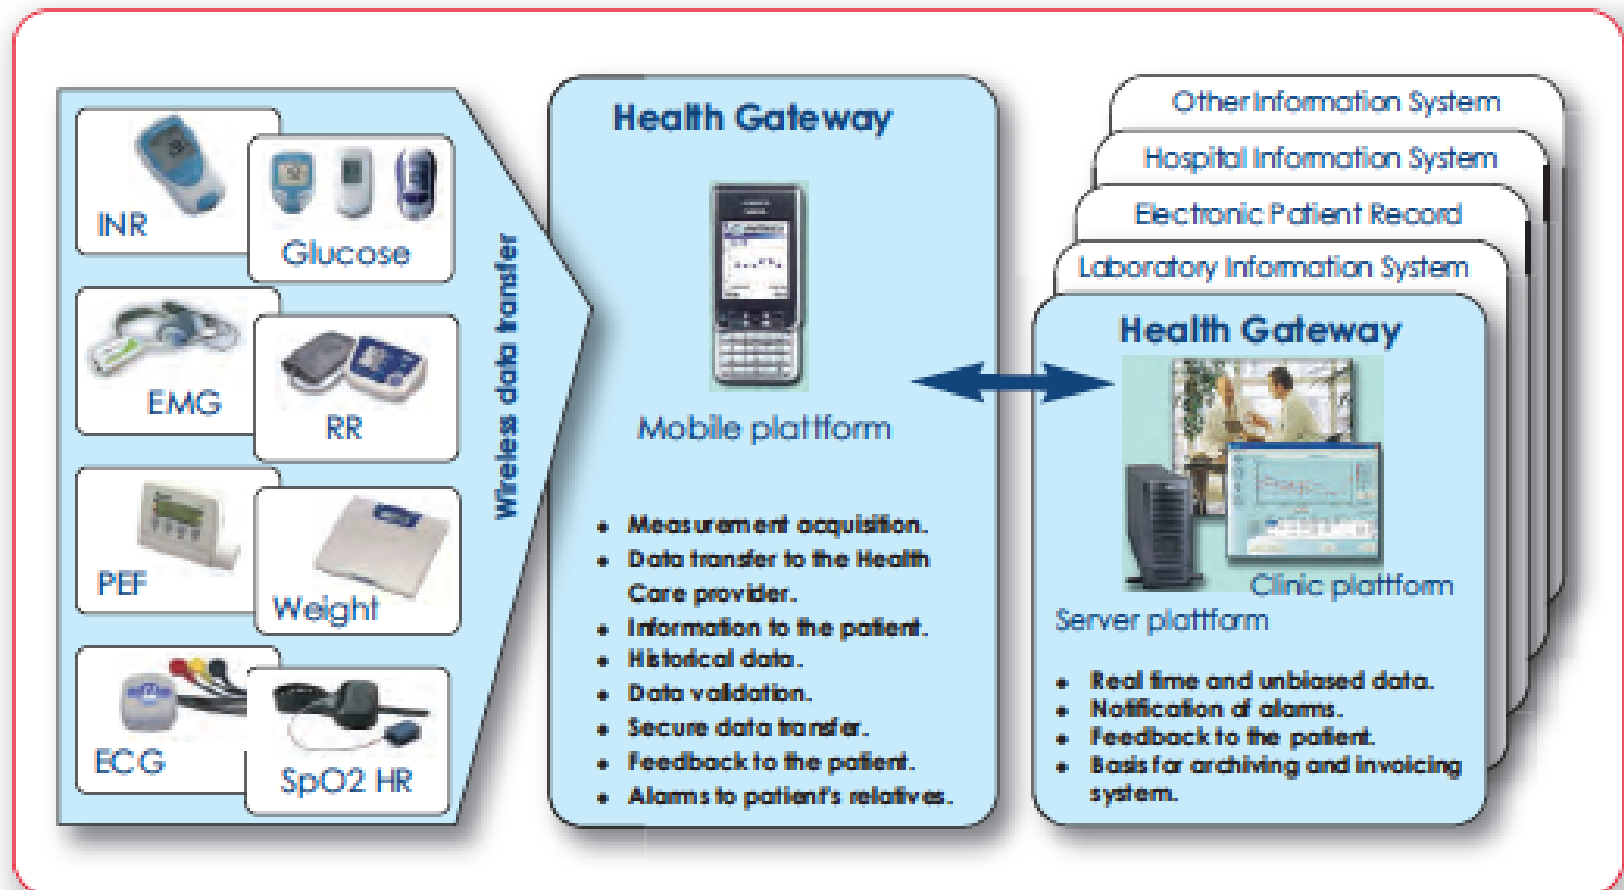 INR
Glucose
EMG
RR
PEF
Weight
ECG
SpO2 HR
Wireless data transfer
Health Gateway
Mobile plattform
• Measurement acquisition.
• Data transfer to the Health
Care provider.
• Information to the patient.
• Historical data.
• Data validation.
• Secure data transfer.
• Feedback to the patient.
• Alarms to patient's relatives.
Other Information System
Hospital Information System
Electronic Patient Record
Laboratory Information System
Health Gateway
Clinic plattform
Server plattform
• Real time and unbiased data.
• Notification of alarms.
• Feedback to the patient.
• Basis for archiving and invoicing
system.